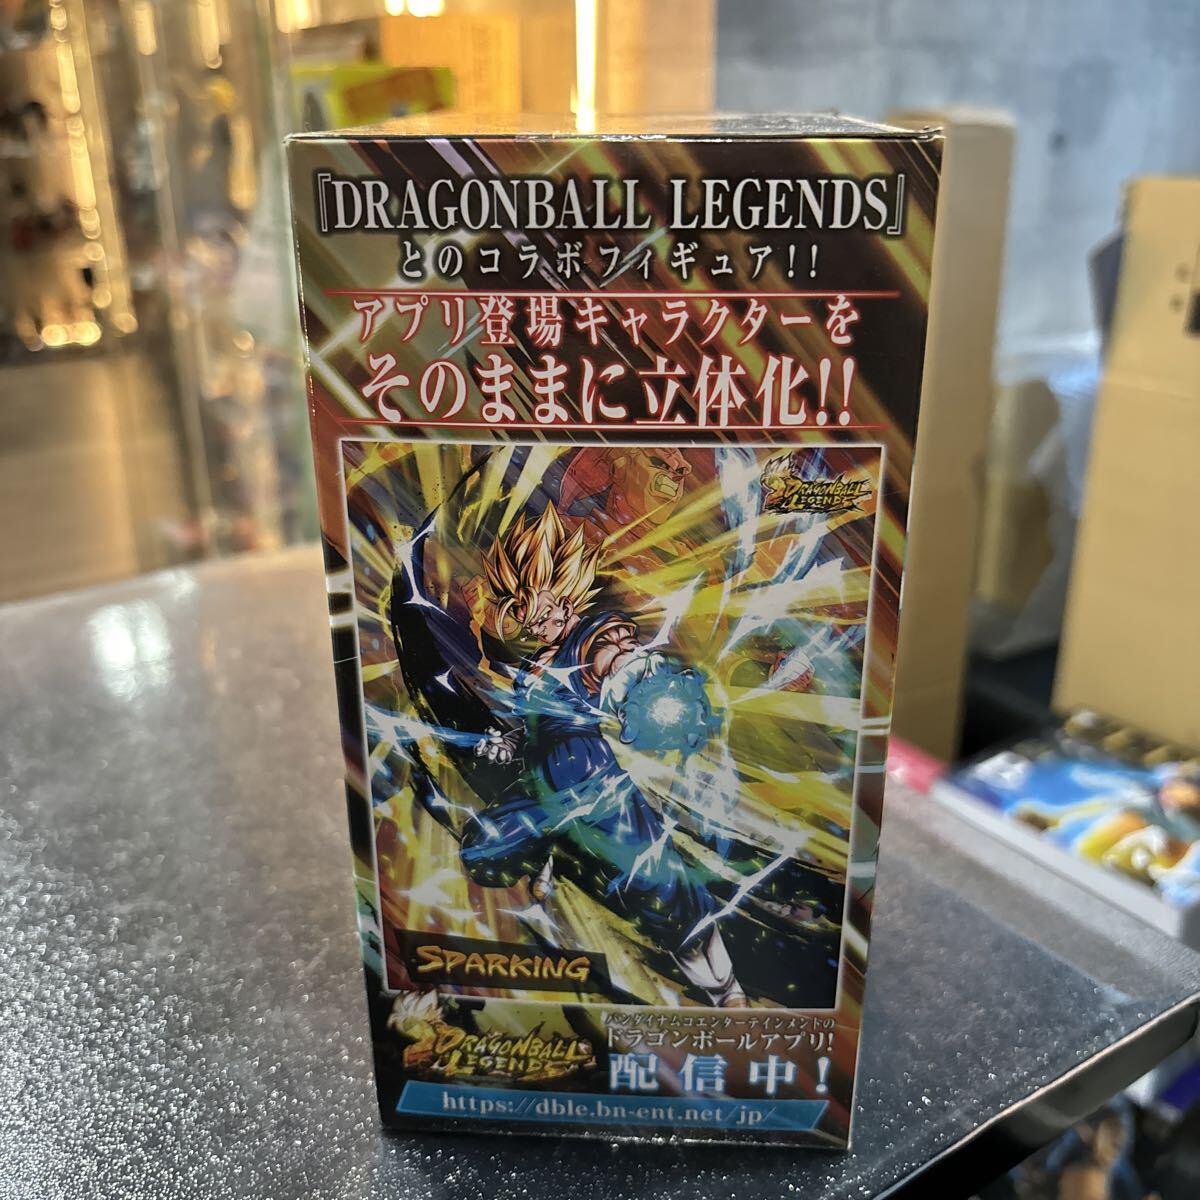 『DRAGONBALL LEGENDS』
とのコラボフィギュア!!
アプリ登場キャラクターを
そのままに立体化!!
DRAGONBALL
LEGENDS
SPARKING
DRAGONBALL
LEGENDS
バンダイナムコエンターテインメントの
ドラゴンボールアプリ!
配信中!
https://dble.bn-ent.net/jp/